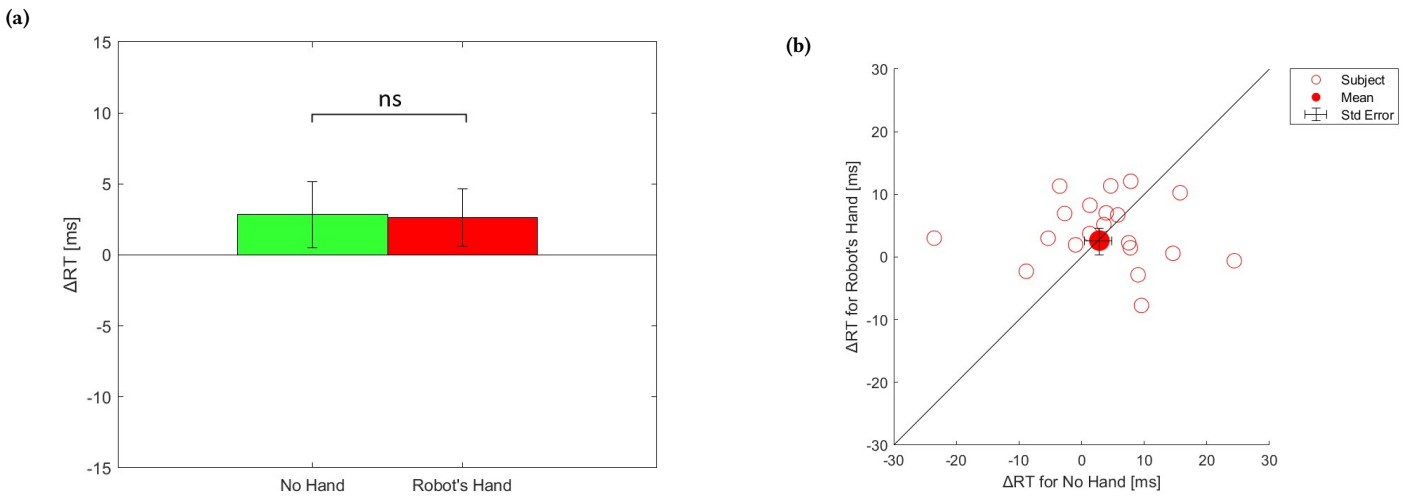 (a)
15
10
5
0
-5
-10
-15
ΔRT [ms]
ns
No Hand
Robot's Hand
(b)
30
20
10
0
-10
-20
-30
ΔRT for Robot's Hand [ms]
-30 -20 -10 0 10 20 30
ΔRT for No Hand [ms]
Subject
Mean
Std Error